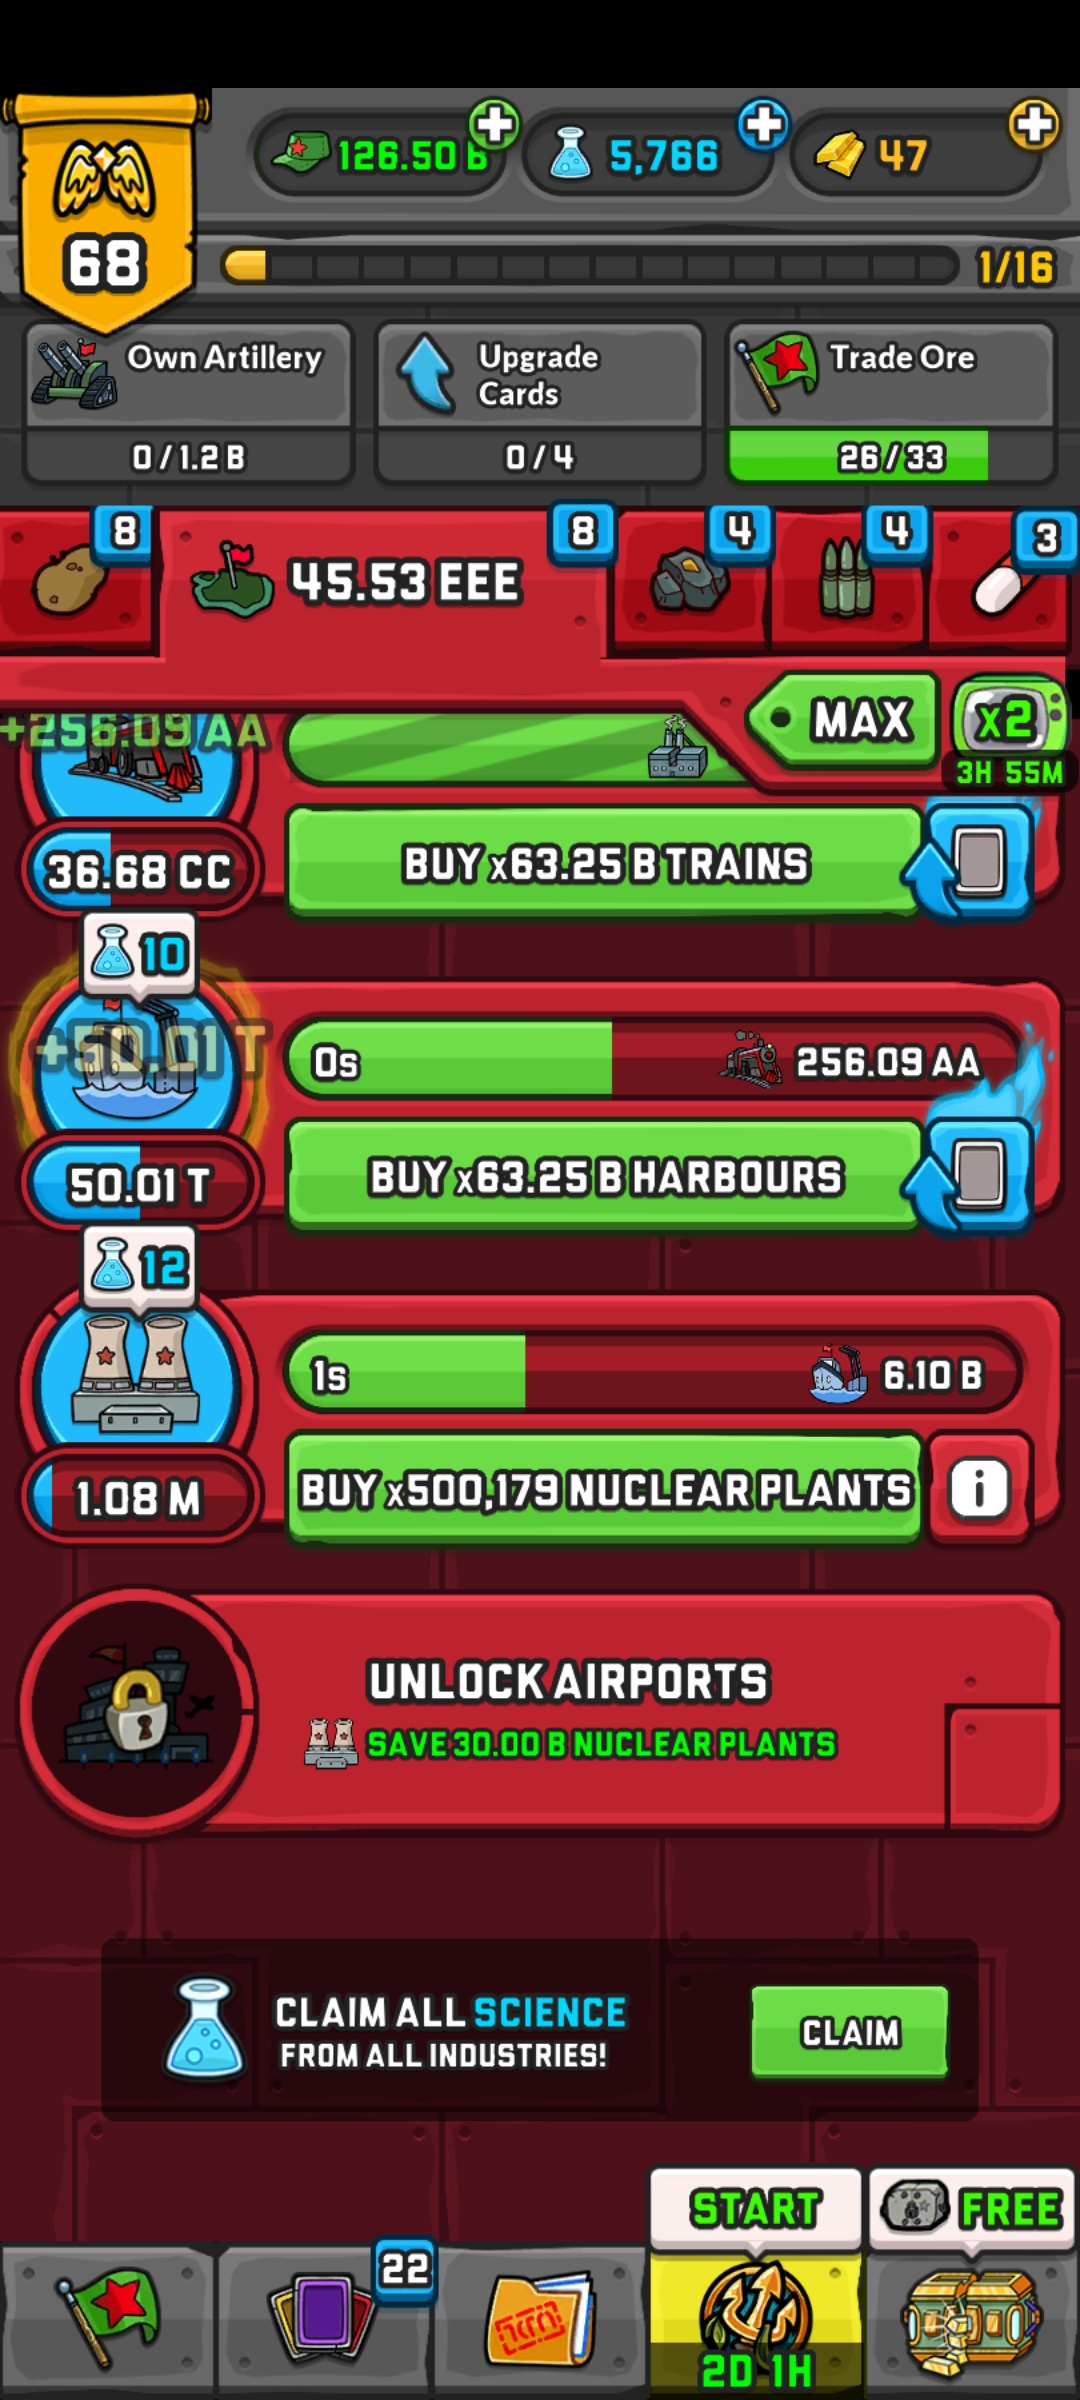 126.50 B
5,766
47
68
1/16
Own Artillery
0/1.2 B
Upgrade
Cards
0/4
Trade Ore
26/33
8
45.53 EEE
8
4
4
3
MAX
x2
3H 55M
+256.09 AA
36.68 CC
BUY x63.25 B TRAINS
10
+50.01 T
0s
256.09 AA
50.01 T
BUY x63.25 B HARBOURS
12
1s
6.10 B
1.08 M
BUY x500,179 NUCLEAR PLANTS
i
UNLOCK AIRPORTS
SAVE 30.00 B NUCLEAR PLANTS
CLAIM ALL SCIENCE
FROM ALL INDUSTRIES!
CLAIM
START
FREE
22
2D 1H